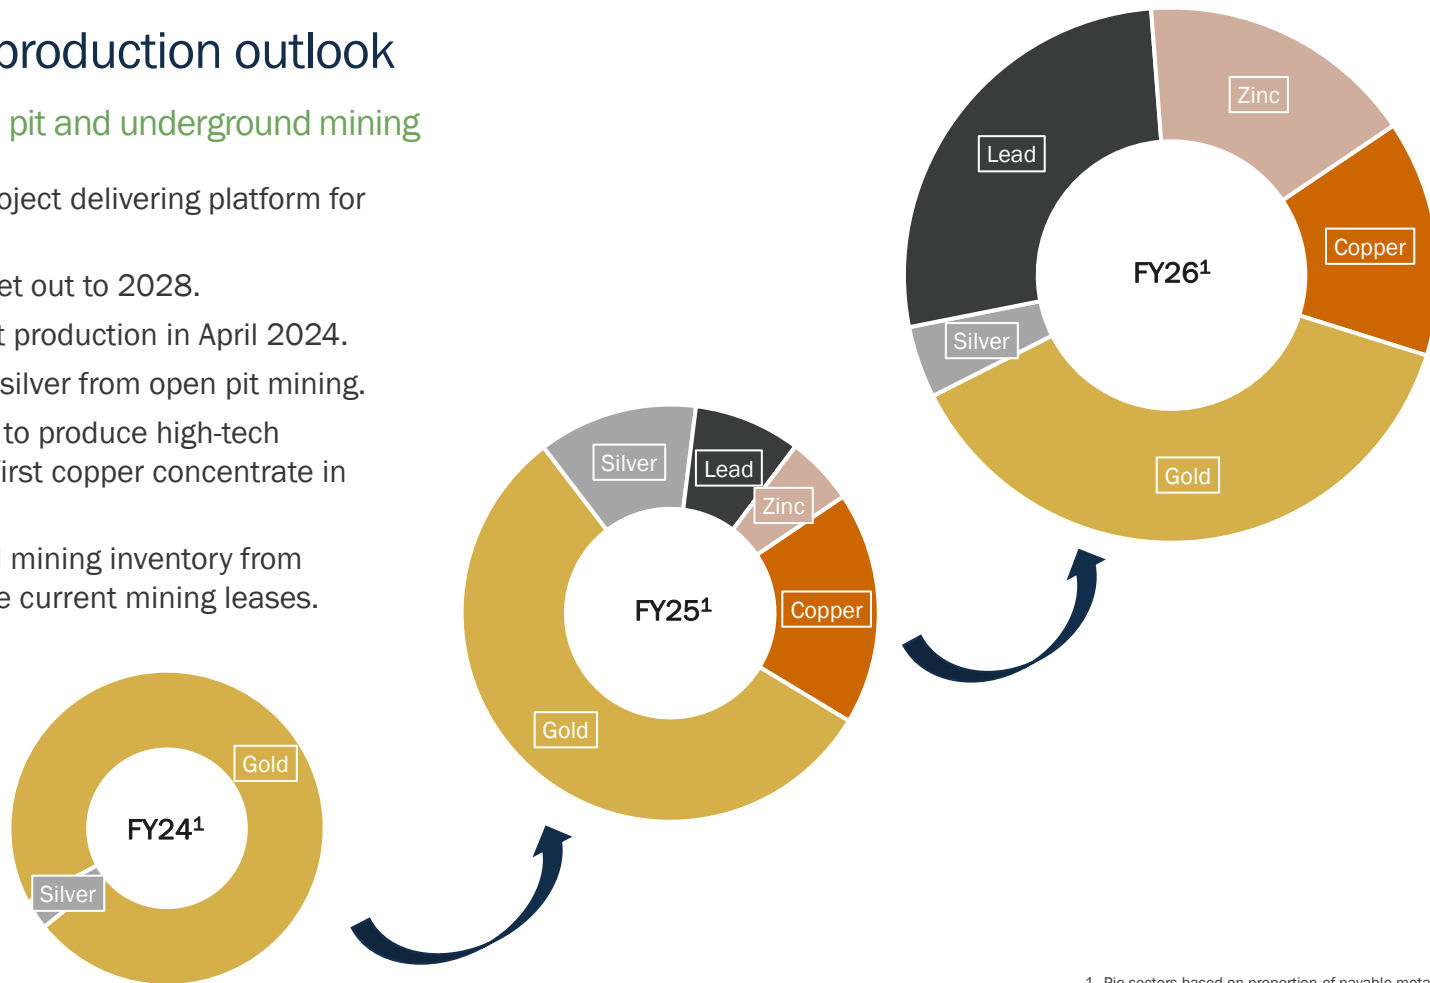 production outlook
pit and underground mining
oject delivering platform for
et out to 2028.
t production in April 2024.
silver from open pit mining.
to produce high-tech
first copper concrete in
l mining inventory from
e current mining leases.
Zinc
Lead
Copper
FY26¹
Silver
Gold
Silver
Lead
Zinc
FY25¹
Copper
Gold
Gold
FY24¹
Silver